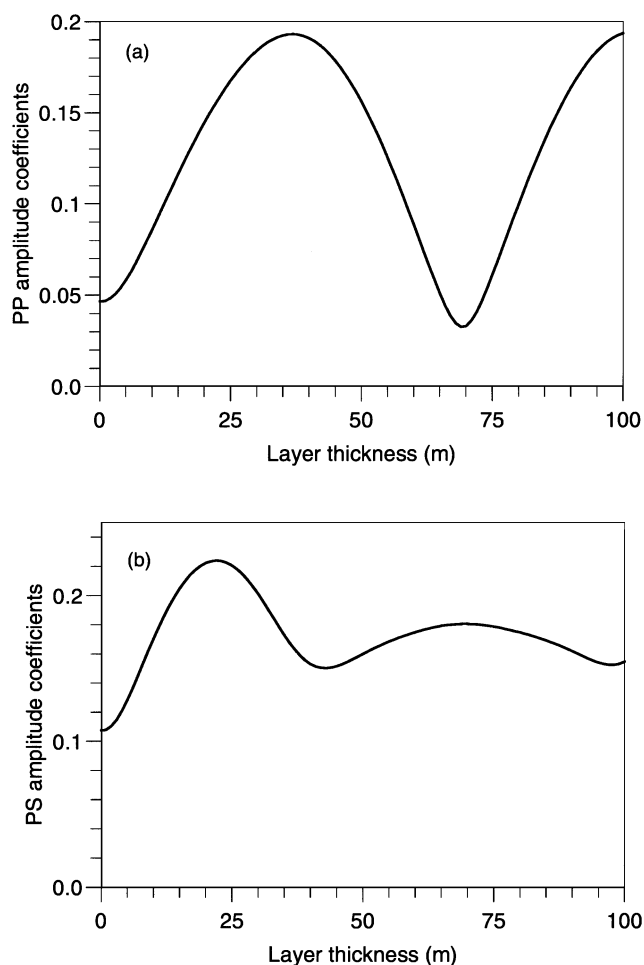 (a)
PP amplitude coefficients
0.2
0.15
0.1
0.05
0.0
0 25 50 75 100
Layer thickness (m)
(b)
PS amplitude coefficients
0.2
0.1
0.0
0 25 50 75 100
Layer thickness (m)